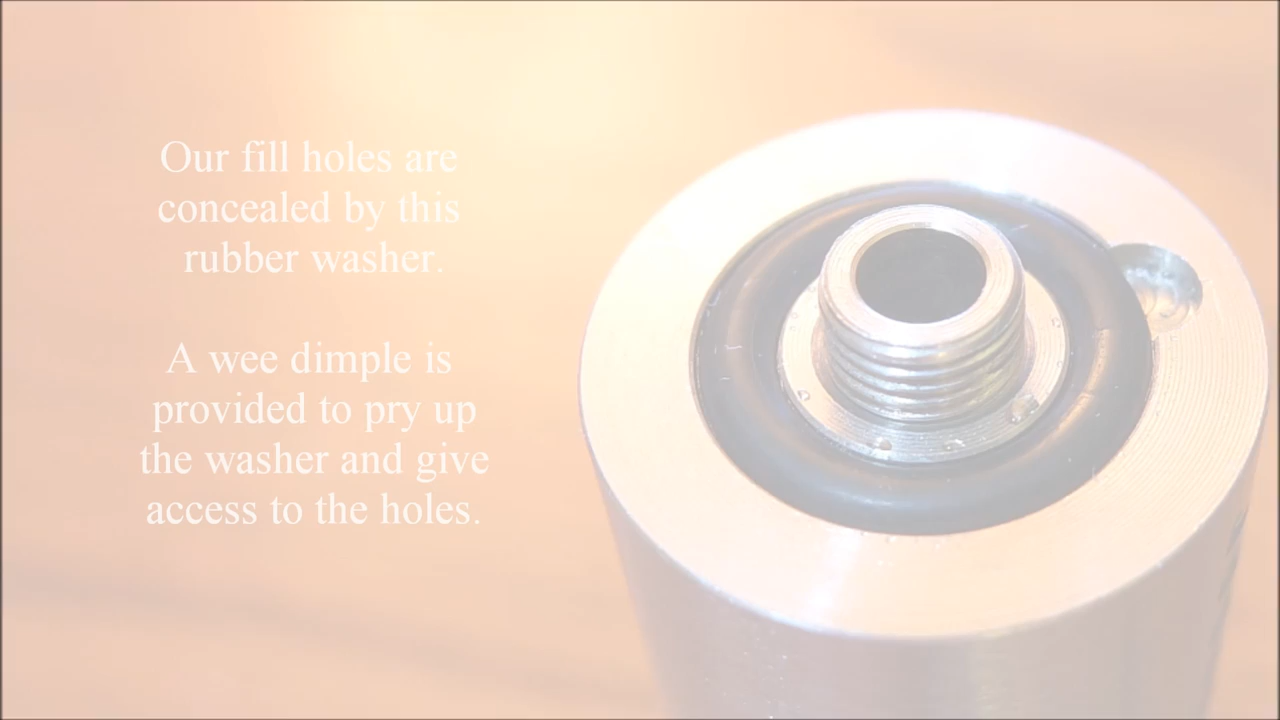 Our fill holes are
concealed by this
rubber washer.
A wee dimple is
provided to pry up
the washer and give
access to the holes.